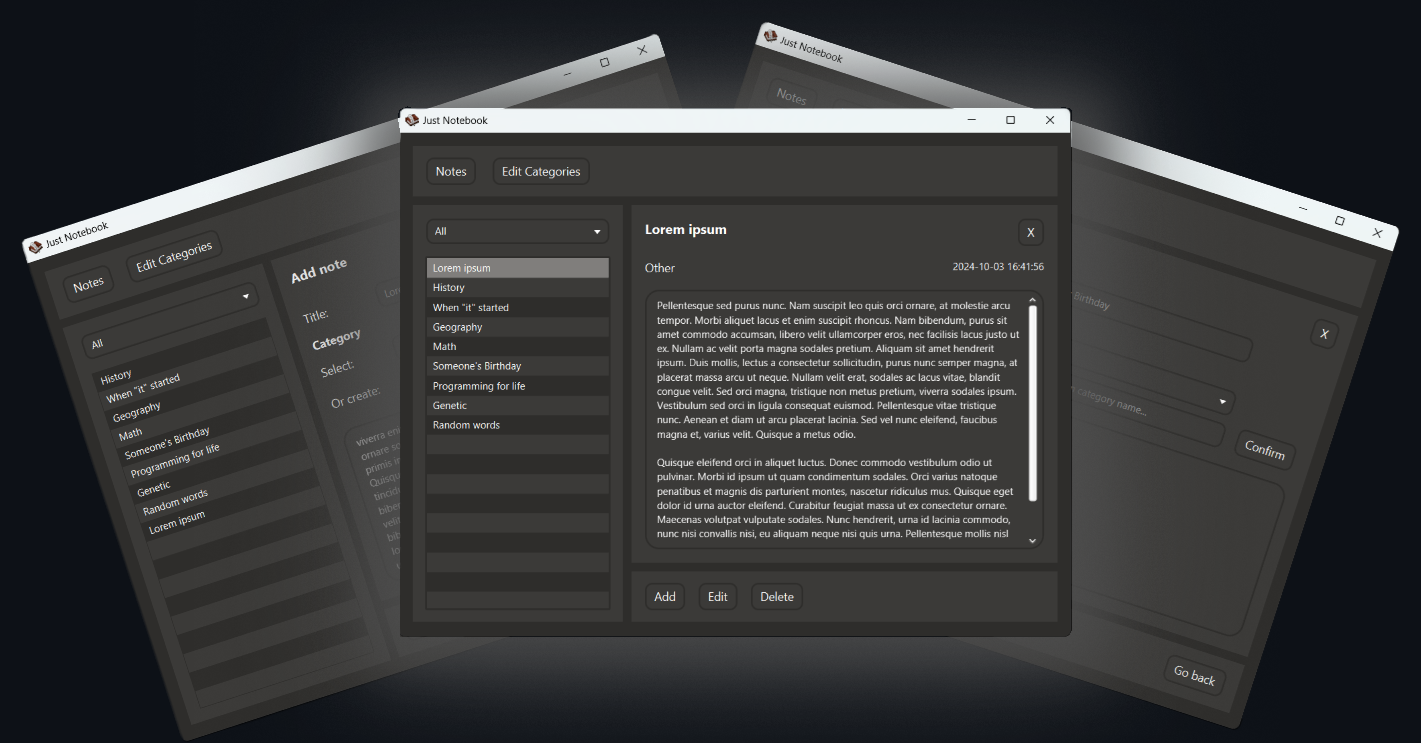 Just Notebook
Notes
Edit Categories
All
Lorem ipsum
History
When "it" started
Geography
Math
Someone's Birthday
Programming for life
Genetic
Random words
Lorem ipsum
X
Other
2024-10-03 16:41:56
Pellentesque sed purus nunc. Nam suscipit leo quis orci ornare, at molestie arcu
tempor. Morbi aliquet lacus et enim suscipit rhoncus. Nam bibendum, purus sit
amet commodo accumsan, libero velit ullamcorper eros, nec facilisis lacus justo ut
ex. Nullam ac velit porta magna sodales pretium. Aliquam sit amet hendrerit
ipsum. Duis mollis, lectus a consectetur sollicitudin, purus nunc semper magna, at
placerat massa arcu ut neque. Nullam velit erat, sodales ac lacus vitae, blandit
congue velit. Sed orci magna, tristique non metus pretium, viverra sodales ipsum.
Vestibulum sed orci in ligula consequat euismod. Pellentesque vitae tristique
nunc. Aenean et diam ut arcu placerat lacinia. Sed vel nunc eleifend, faucibus
magna et, varius velit. Quisque a metus odio.
Quisque eleifend orci in aliquet luctus. Donec commodo vestibulum odio ut
pulvinar. Morbi id ipsum ut quam condimentum sodales. Orci varius natoque
penatibus et magnis dis parturient montes, nascetur ridiculus mus. Quisque eget
dolor id urna auctor eleifend. Curabitur feugiat massa ut ex consectetur ornare.
Maecenas volutpat vulputate sodales. Nunc hendrerit, urna id lacinia commodo,
nunc nisi convallis nisi, eu aliquam neque nisi quis urna. Pellentesque mollis nisl
Add
Edit
Delete
Just Notebook
Notes
Edit Categories
All
History
When "it" started
Geography
Math
Someone's Birthday
Programming for life
Genetic
Random words
Lorem ipsum
Add note
Title:
Category
Select:
Or create:
viverra
ornare
primis
Just Notebook
Notes
Birthday
X
category name...
Confirm
Go back